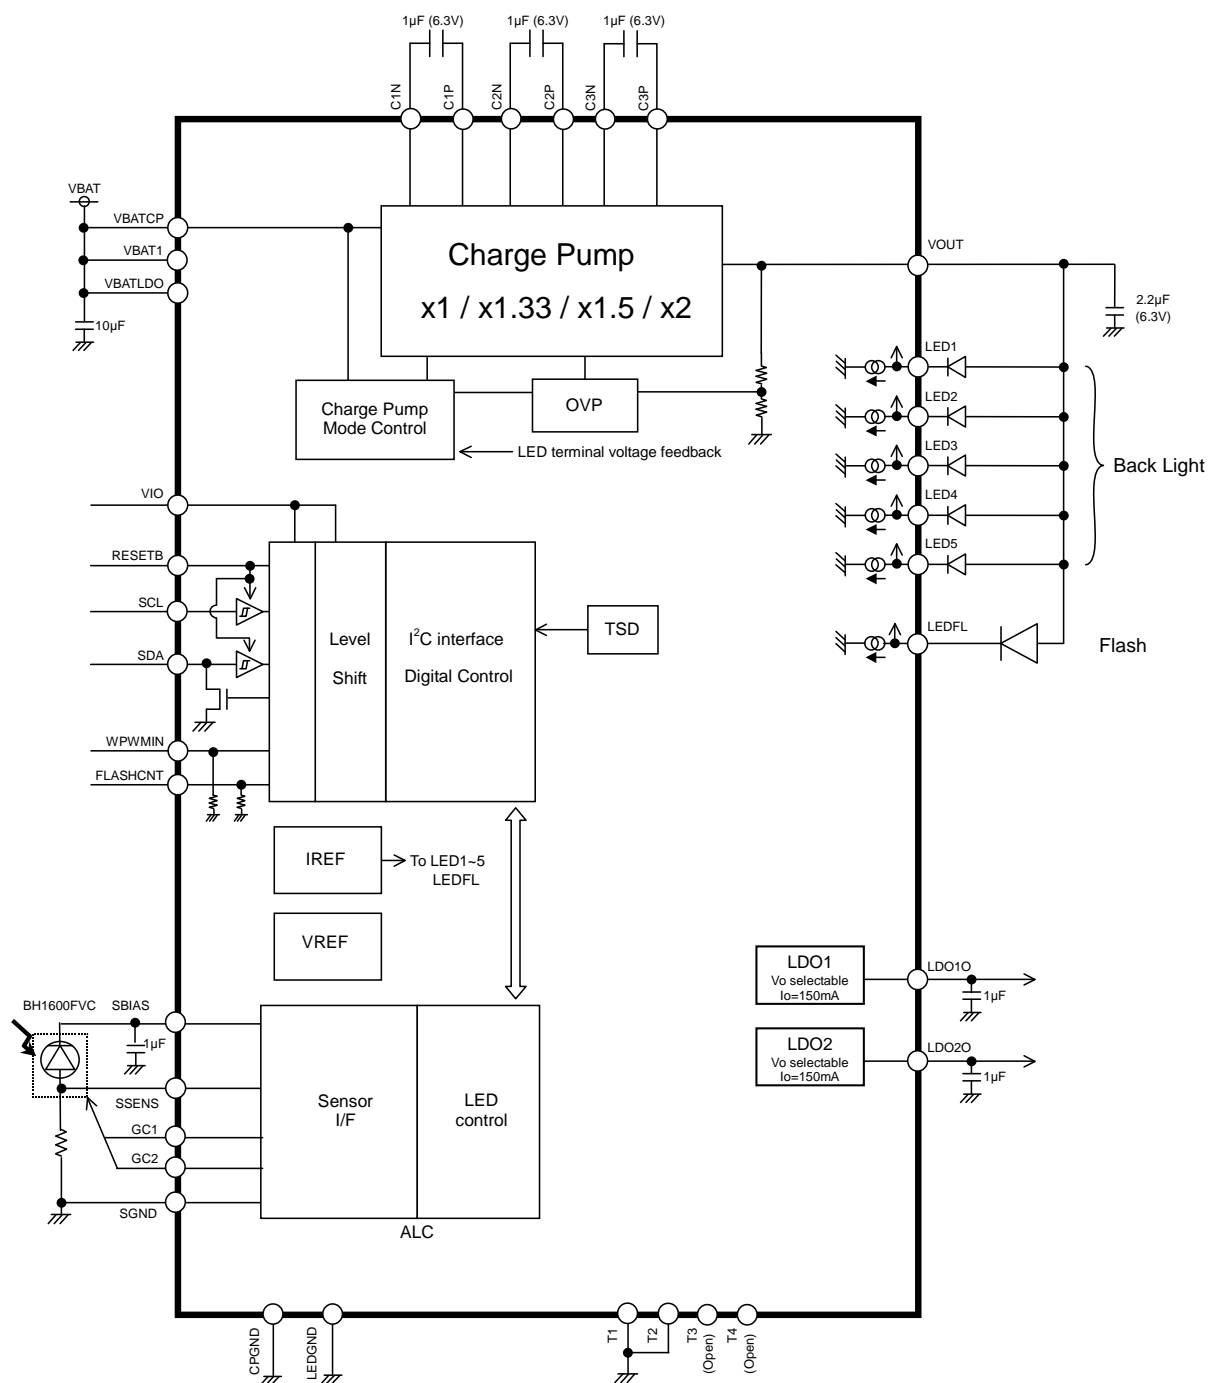 1µF (6.3V)
1µF (6.3V)
1µF (6.3V)
C1N
C1P
C2N
C2P
C3N
C3P
VBAT
VBATCP
VBAT1
VBATLDO
10µF
Charge Pump
x1 / x1.33 / x1.5 / x2
VOUT
2.2µF
(6.3V)
Charge Pump
Mode Control
OVP
LED terminal voltage feedback
LED1
LED2
LED3
LED4
LED5
Back Light
LEDFL
Flash
VIO
RESETB
SCL
SDA
WPWMIN
FLASHCNT
Level
Shift
I²C interface
Digital Control
TSD
IREF
To LED1~5
LEDFL
VREF
LDO1
Vo selectable
Io=150mA
LDO1O
1µF
LDO2
Vo selectable
Io=150mA
LDO2O
1µF
BH1600FVC
SBIAS
1µF
SSENS
GC1
GC2
SGND
Sensor
I/F
LED
control
ALC
CPGND
LEDGND
T1
T2
T3
(Open)
T4
(Open)